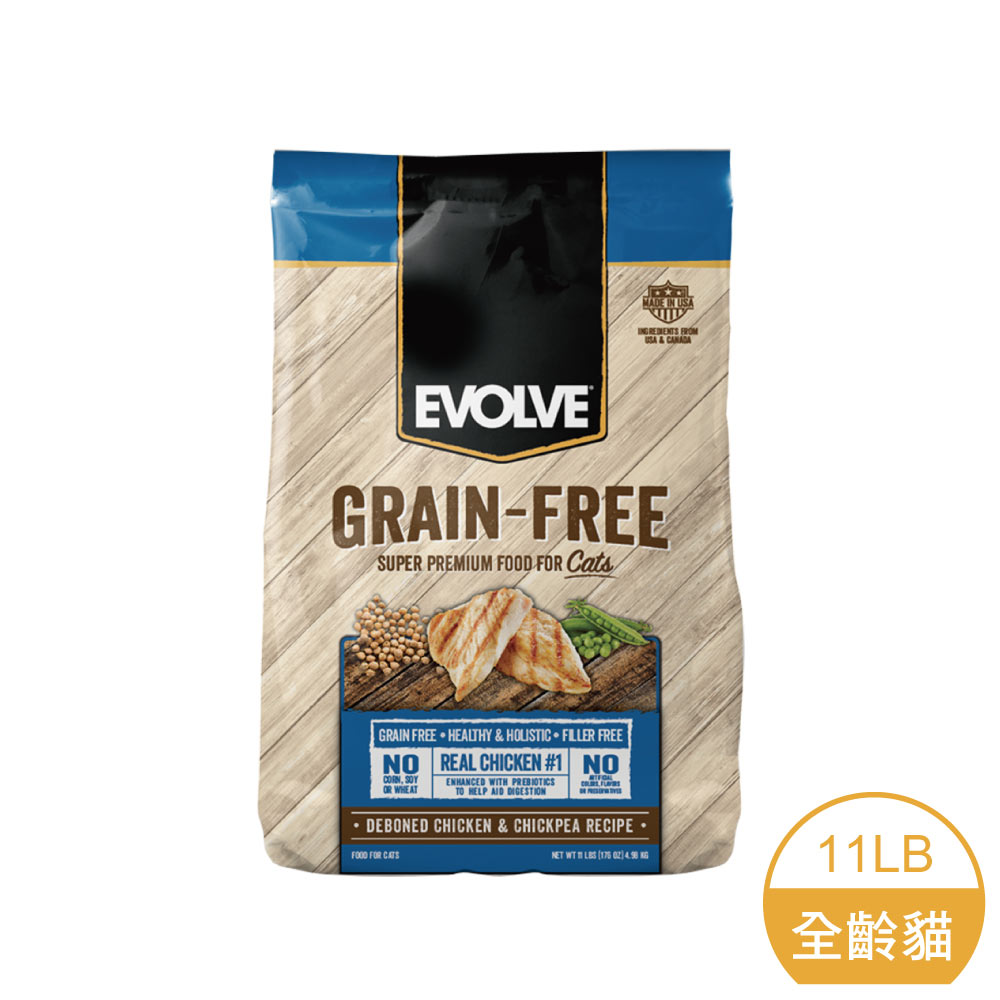 MADE IN USA
INGREDIENTS FROM
USA & CANADA
EVOLVE®
GRAIN-FREE
SUPER PREMIUM FOOD FOR Cats
GRAIN FREE • HEALTHY & HOLISTIC • FILLER FREE
NO
CORN, SOY
OR WHEAT
REAL CHICKEN #1
ENHANCED WITH PREBIOTICS
TO HELP AID DIGESTION
NO
ARTIFICIAL
COLORS, FLAVORS
OR PRESERVATIVES
• DEBONED CHICKEN & CHICKPEA RECIPE •
FOOD FOR CATS
NET WT 11 LBS (176 OZ) 4.98 KG
11LB
全齡貓